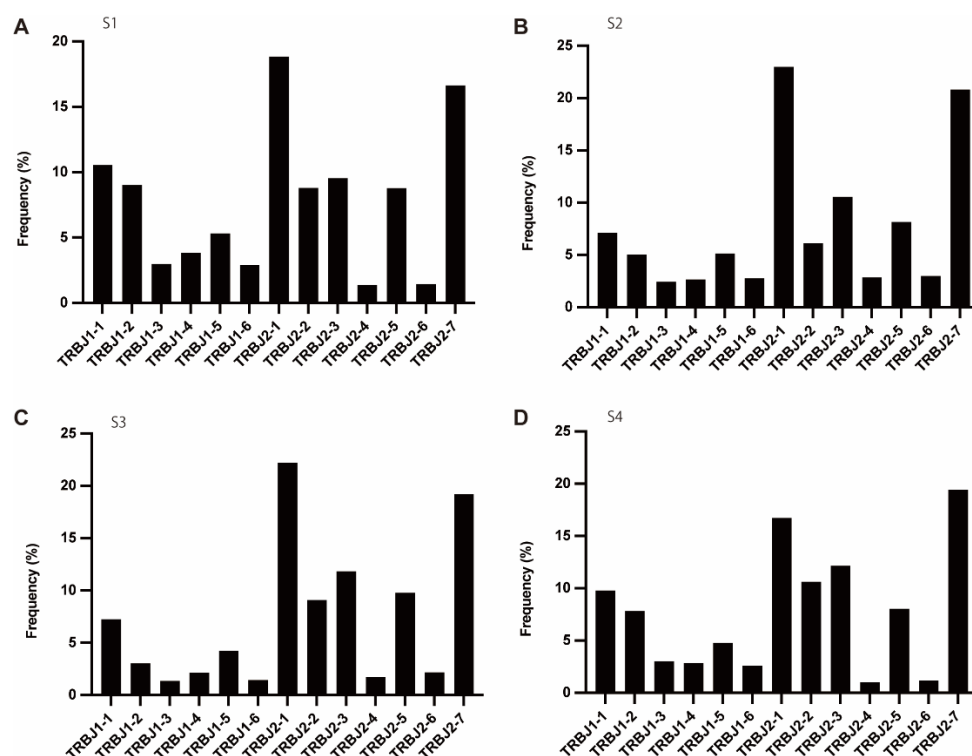 A S1
20
15
10
5
0
Frequency (%)
TRBJ1-1 TRBJ1-2 TRBJ1-3 TRBJ1-4 TRBJ1-5 TRBJ1-6 TRBJ2-1 TRBJ2-2 TRBJ2-3 TRBJ2-4 TRBJ2-5 TRBJ2-6 TRBJ2-7
B S2
25
20
15
10
5
0
Frequency (%)
TRBJ1-1 TRBJ1-2 TRBJ1-3 TRBJ1-4 TRBJ1-5 TRBJ1-6 TRBJ2-1 TRBJ2-2 TRBJ2-3 TRBJ2-4 TRBJ2-5 TRBJ2-6 TRBJ2-7
C S3
25
20
15
10
5
0
Frequency (%)
TRBJ1-1 TRBJ1-2 TRBJ1-3 TRBJ1-4 TRBJ1-5 TRBJ1-6 TRBJ2-1 TRBJ2-2 TRBJ2-3 TRBJ2-4 TRBJ2-5 TRBJ2-6 TRBJ2-7
D S4
25
20
15
10
5
0
Frequency (%)
TRBJ1-1 TRBJ1-2 TRBJ1-3 TRBJ1-4 TRBJ1-5 TRBJ1-6 TRBJ2-1 TRBJ2-2 TRBJ2-3 TRBJ2-4 TRBJ2-5 TRBJ2-6 TRBJ2-7